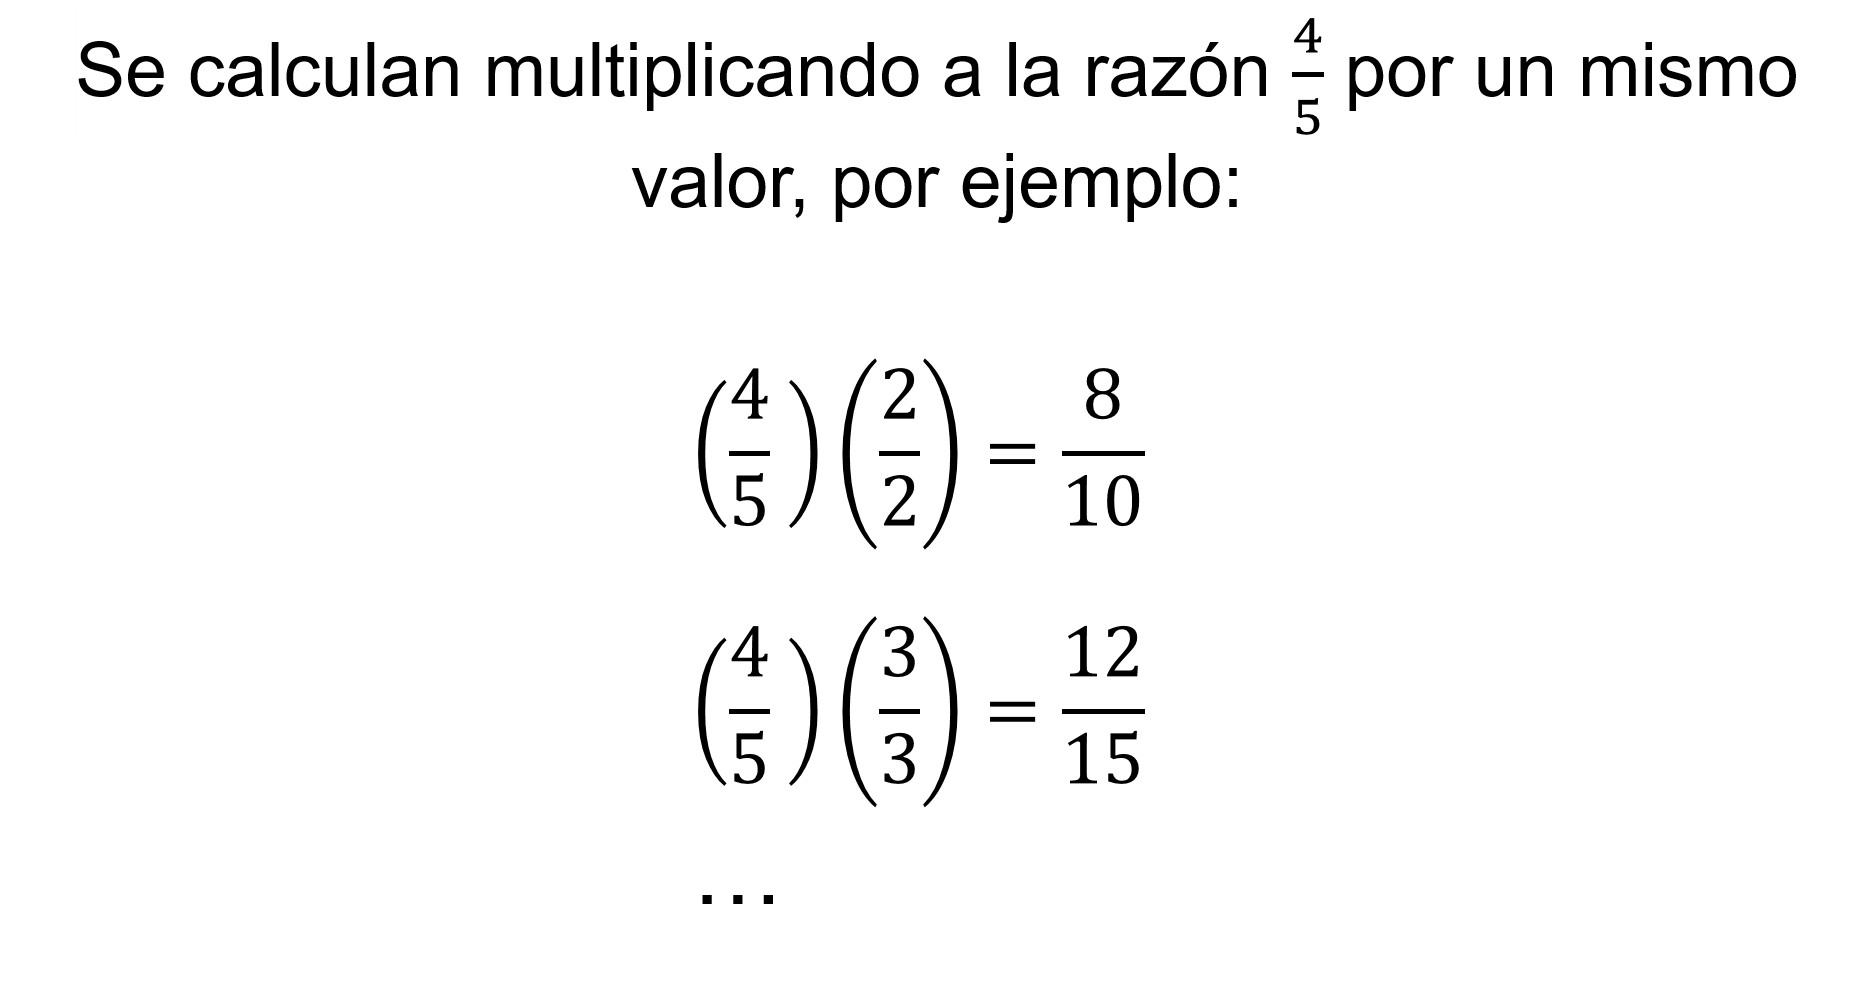 Se calculan multiplicando a la razón 4/5 por un mismo
valor, por ejemplo:
(4/5)(2/2) = 8/10
(4/5)(3/3) = 12/15
...